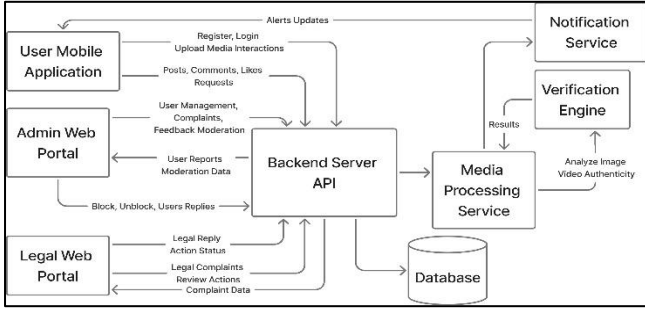 Alerts Updates
Notification
Service
User Mobile
Application
Register, Login
Upload Media Interactions
Posts, Comments, Likes
Requests
Verification
Engine
User Management,
Complaints,
Feedback Moderation
Admin Web
Portal
Results
Backend Server
API
User Reports
Moderation Data
Media
Processing
Service
Analyze Image
Video Authenticity
Block, Unblock, Users Replies
Legal Reply
Action Status
Legal Web
Portal
Legal Complaints
Review Actions
Complaint Data
Database